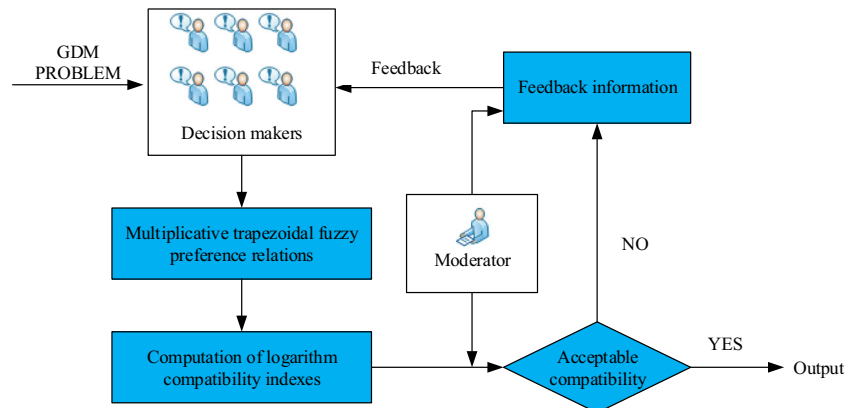 GDM
PROBLEM
Decision makers
Feedback
Feedback information
Multiplicative trapezoidal fuzzy
preference relations
Moderator
NO
Computation of logarithm
compatibility indexes
Acceptable
compatibility
YES
Output